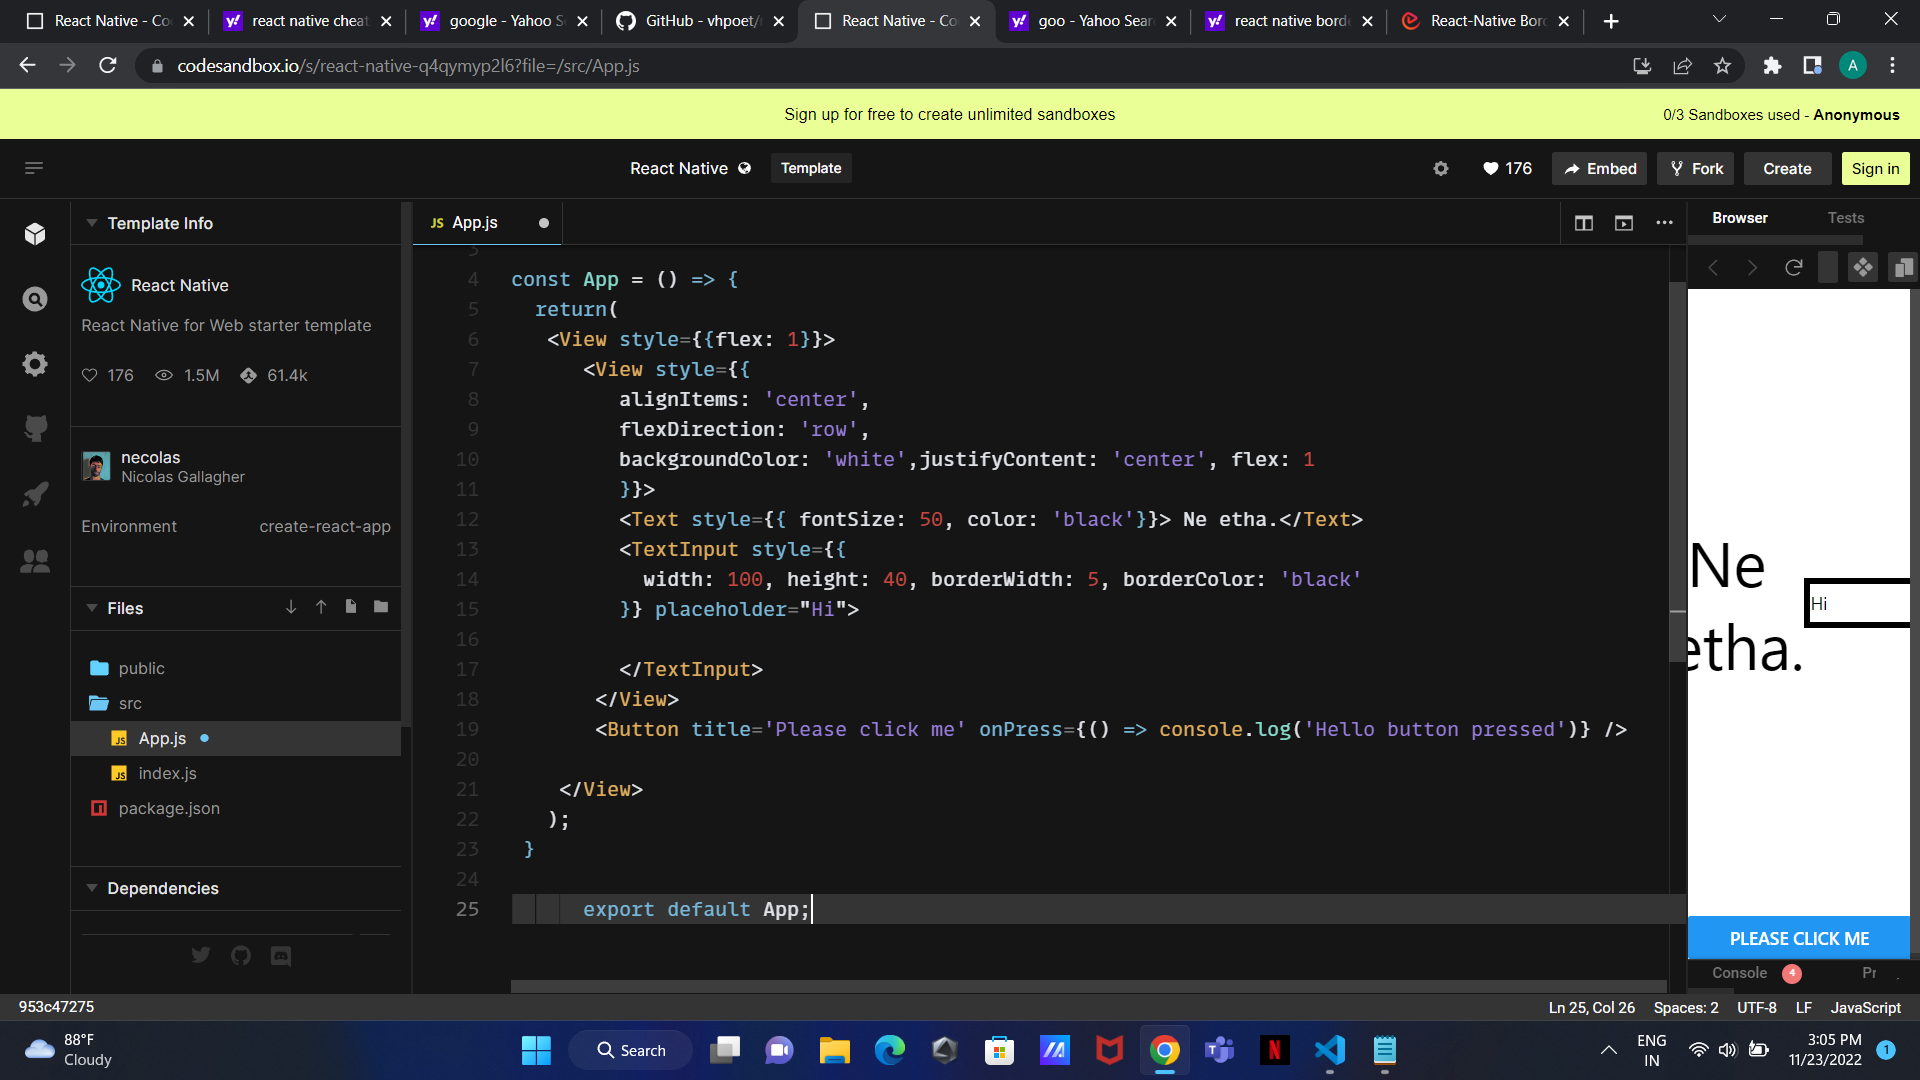 React Native - Co
react native cheat
google - Yahoo S
GitHub - vhpoet/
React Native - Co
goo - Yahoo Sear
react native bord
React-Native Bor
codesandbox.io/s/react-native-q4qymyp2l6?file=/src/App.js
A
Sign up for free to create unlimited sandboxes
0/3 Sandboxes used - Anonymous
React Native
Template
176
Embed
Fork
Create
Sign in
Template Info
JS App.js
Browser
Tests
React Native
React Native for Web starter template
176 1.5M 61.4k
necolas
Nicolas Gallagher
Environment create-react-app
Files
public
src
JS App.js
JS index.js
package.json
Dependencies
3
4 const App = () => {
5 return(
6 <View style={{flex: 1}}>
7 <View style={{
8 alignItems: 'center',
9 flexDirection: 'row',
10 backgroundColor: 'white',justifyContent: 'center', flex: 1
11 }}>
12 <Text style={{ fontSize: 50, color: 'black'}}> Ne etha.</Text>
13 <TextInput style={{
14 width: 100, height: 40, borderWidth: 5, borderColor: 'black'
15 }} placeholder="Hi">
16
17 </TextInput>
18 </View>
19 <Button title='Please click me' onPress={() => console.log('Hello button pressed')} />
20
21 </View>
22 );
23 }
24
25 export default App;
Ne
etha.
Hi
PLEASE CLICK ME
Console 4 Pr
953c47275
Ln 25, Col 26 Spaces: 2 UTF-8 LF JavaScript
88°F
Cloudy
Search
ENG
IN
3:05 PM
11/23/2022
1